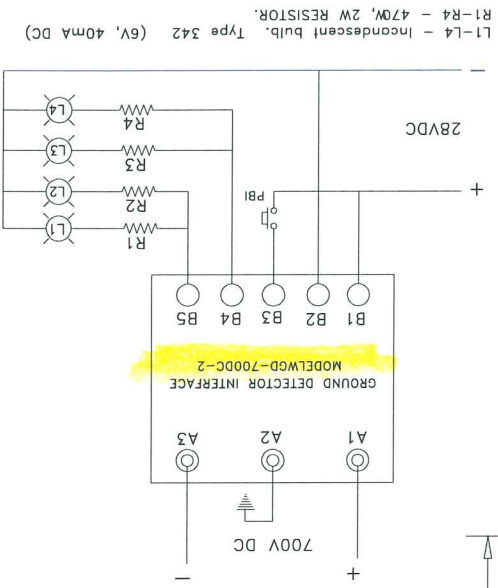 + −
700V DC
A1 A2 A3
GROUND DETECTOR INTERFACE
MODELWGD-700DC-2
B1 B2 B3 B4 B5
R1 L1
PBI
+
R2 L2
R3 L3
28VDC
R4 L4
−
L1-L4 - Incandescent bulb. Type 342 (6V, 40mA DC)
R1-R4 - 470W, 2W RESISTOR.